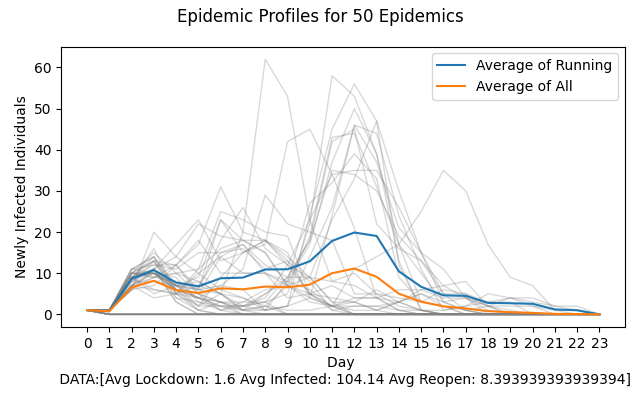 Epidemic Profiles for 50 Epidemics
Newly Infected Individuals
60
50
40
30
20
10
0
Average of Running
Average of All
0 1 2 3 4 5 6 7 8 9 10 11 12 13 14 15 16 17 18 19 20 21 22 23
Day
DATA:[Avg Lockdown: 1.6 Avg Infected: 104.14 Avg Reopen: 8.393939393939394]